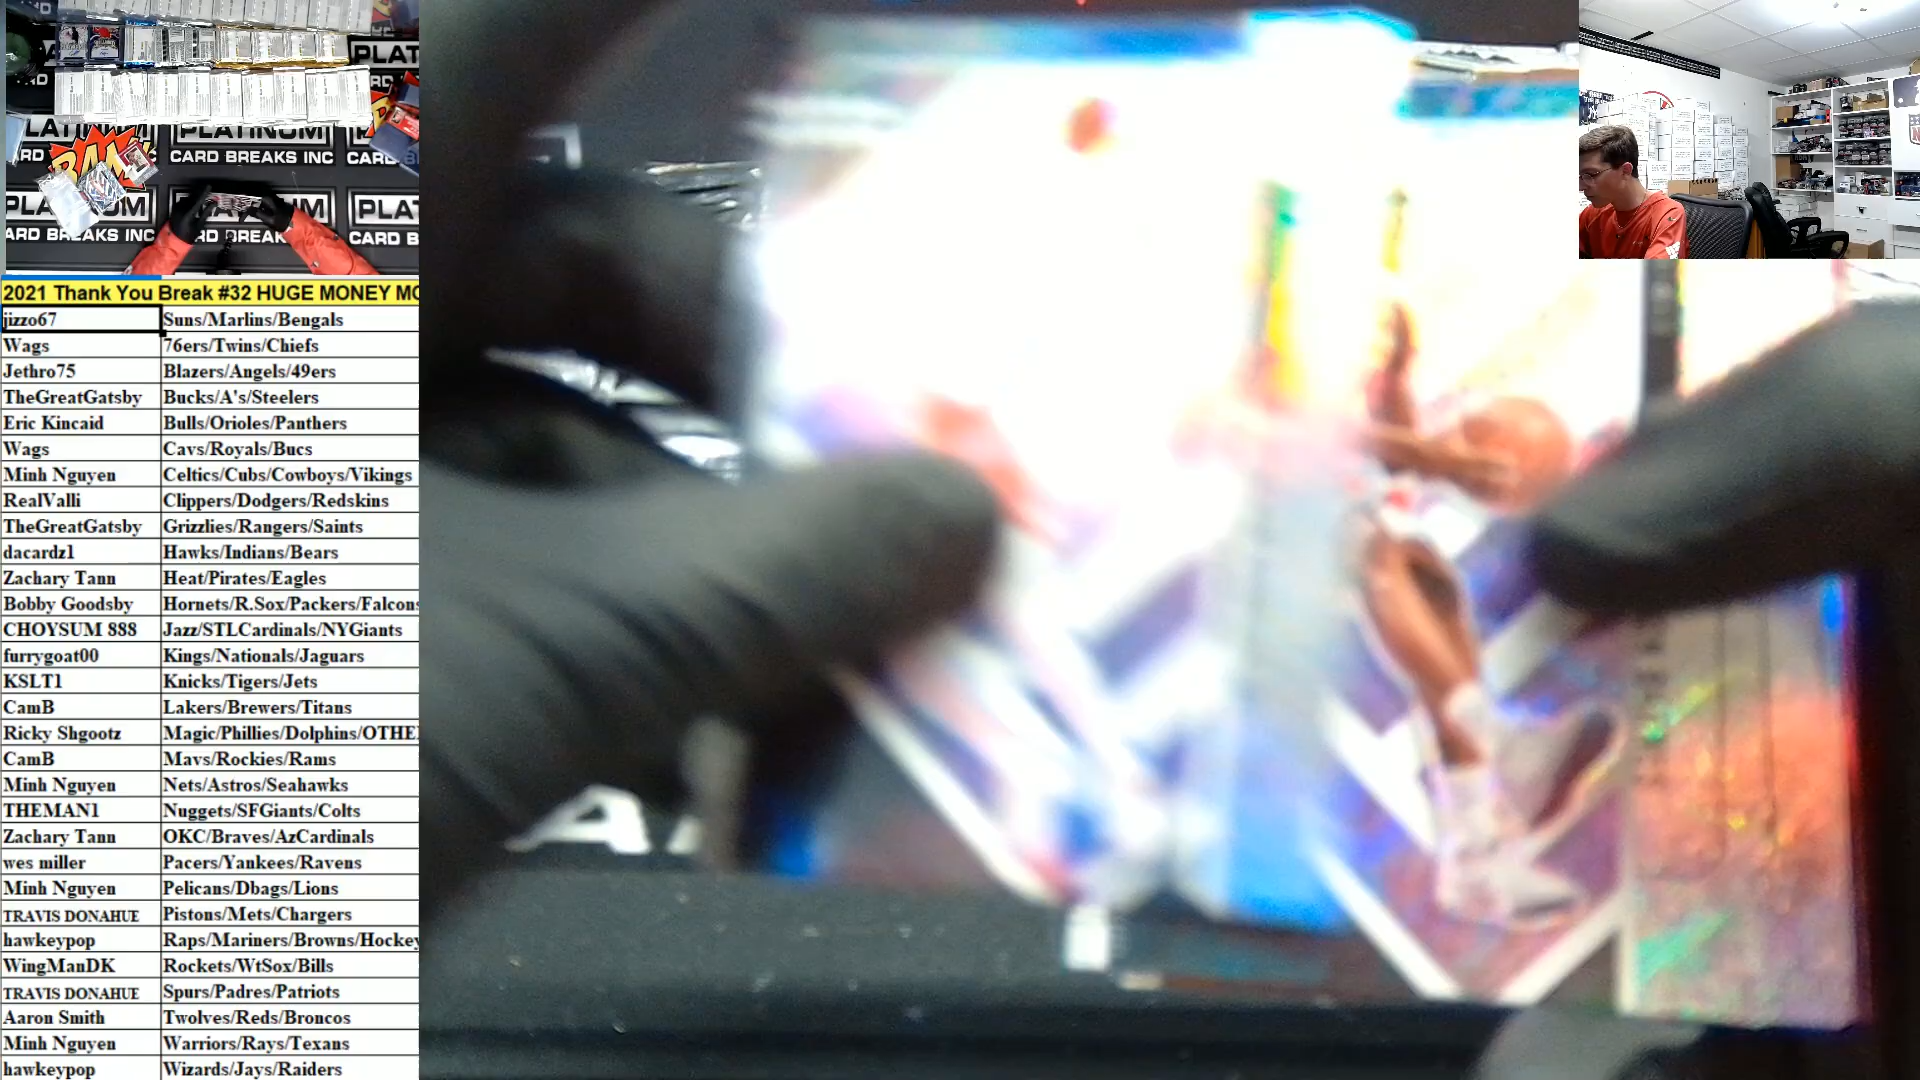 PLATINUM
CARD BREAKS INC
BAM
2021 Thank You Break #32 HUGE MONEY MO
jizzo67 Suns/Marlins/Bengals
Wags 76ers/Twins/Chiefs
Jethro75 Blazers/Angels/49ers
TheGreatGatsby Bucks/A's/Steelers
Eric Kincaid Bulls/Orioles/Panthers
Wags Cavs/Royals/Bucs
Minh Nguyen Celtics/Cubs/Cowboys/Vikings
RealValli Clippers/Dodgers/Redskins
TheGreatGatsby Grizzlies/Rangers/Saints
dacardz1 Hawks/Indians/Bears
Zachary Tann Heat/Pirates/Eagles
Bobby Goodsby Hornets/R.Sox/Packers/Falcons
CHOYSUM 888 Jazz/STLCardinals/NYGiants
furrygoat00 Kings/Nationals/Jaguars
KSLT1 Knicks/Tigers/Jets
CamB Lakers/Brewers/Titans
Ricky Shgootz Magic/Phillies/Dolphins/OTHE
CamB Mavs/Rockies/Rams
Minh Nguyen Nets/Astros/Seahawks
THEMAN1 Nuggets/SFGiants/Colts
Zachary Tann OKC/Braves/AzCardinals
wes miller Pacers/Yankees/Ravens
Minh Nguyen Pelicans/Dbags/Lions
TRAVIS DONAHUE Pistons/Mets/Chargers
hawkeypop Raps/Mariners/Browns/Hockey
WingManDK Rockets/WtSox/Bills
TRAVIS DONAHUE Spurs/Padres/Patriots
Aaron Smith Twolves/Reds/Broncos
Minh Nguyen Warriors/Rays/Texans
hawkeypop Wizards/Jays/Raiders